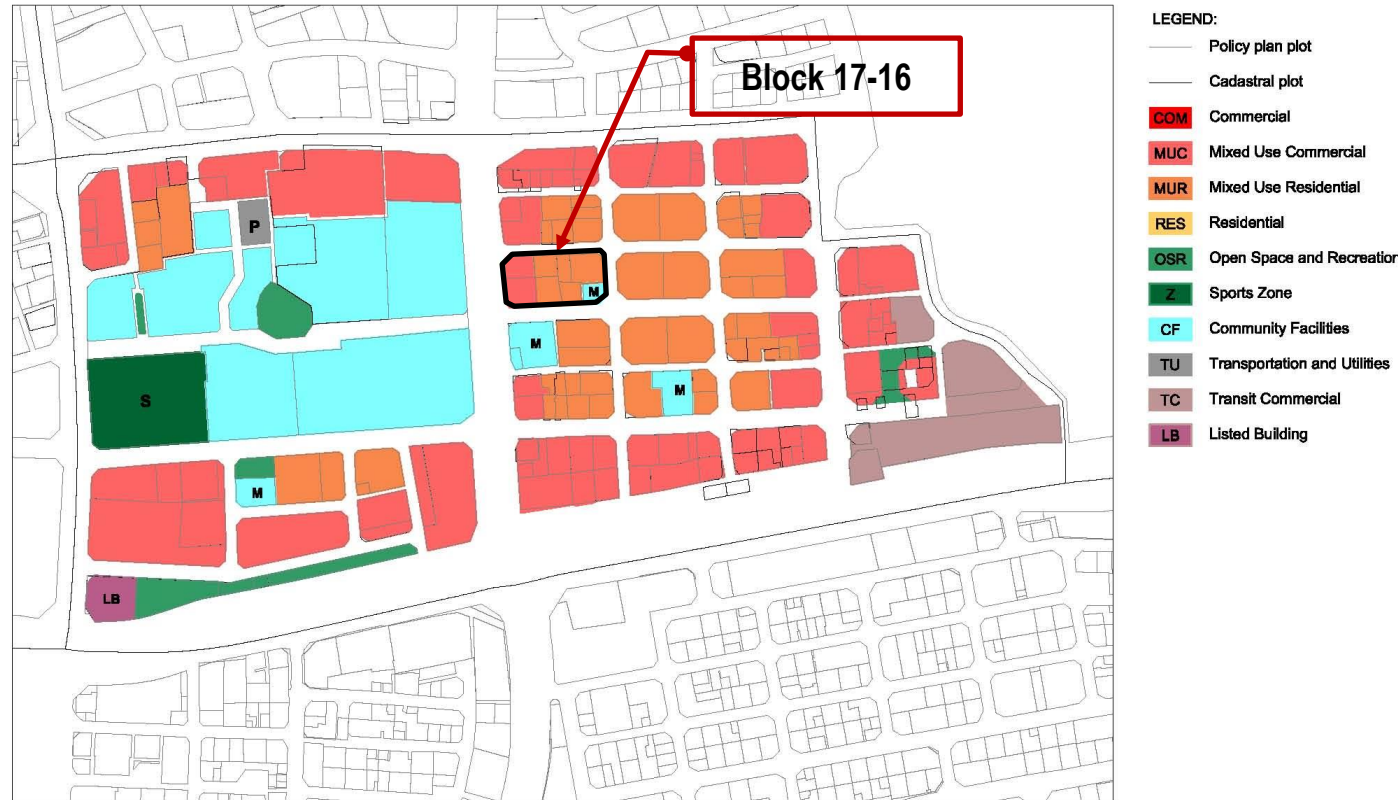 Block 17-16
P
M
M
S
M
M
LB
LEGEND:
Policy plan plot
Cadastral plot
COM Commercial
MUC Mixed Use Commercial
MUR Mixed Use Residential
RES Residential
OSR Open Space and Recreation
Z Sports Zone
CF Community Facilities
TU Transportation and Utilities
TC Transit Commercial
LB Listed Building